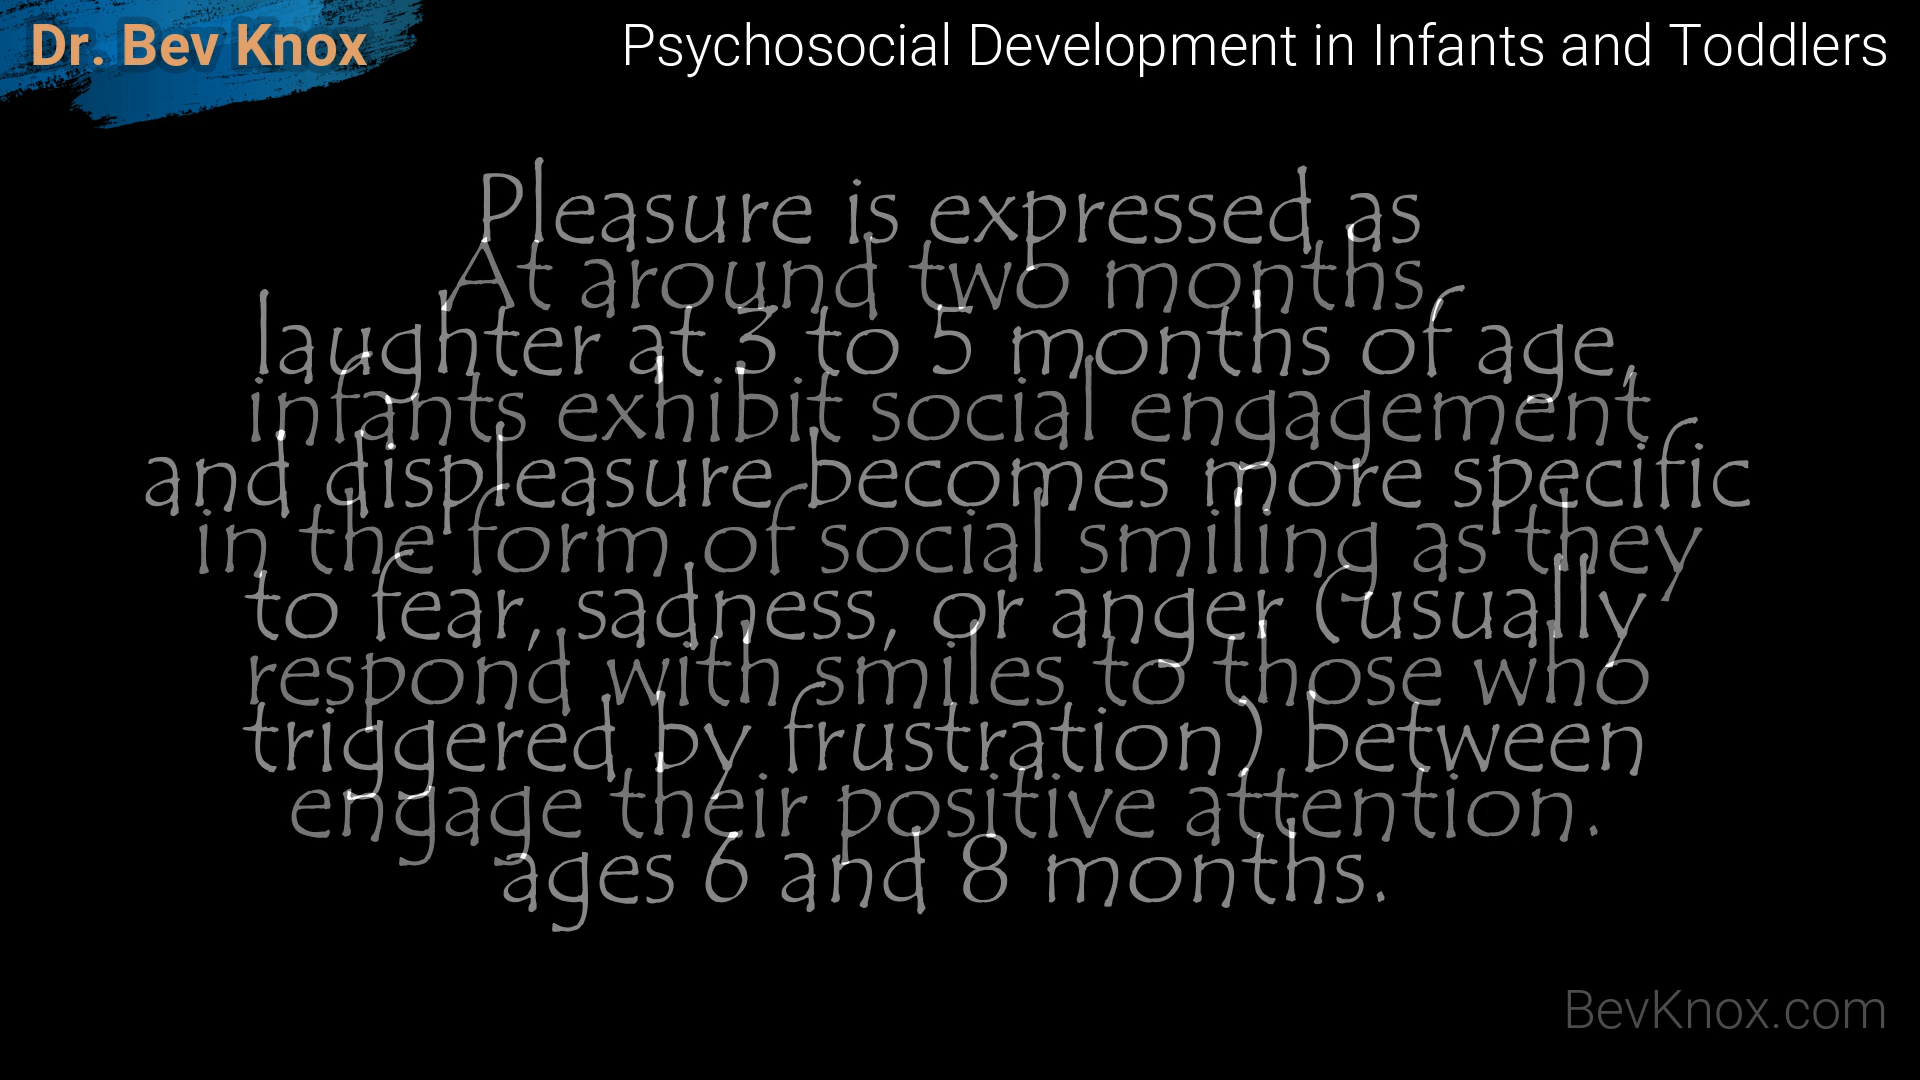 Dr. Bev Knox
Psychosocial Development in Infants and Toddlers
Pleasure is expressed as
At around two months
laughter at 3 to 5 months of age,
infants exhibit social engagement
and displeasure becomes more specific
in the form of social smiling as they
to fear, sadness, or anger (usually
respond with smiles to those who
triggered by frustration) between
engage their positive attention.
ages 6 and 8 months.
BevKnox.com